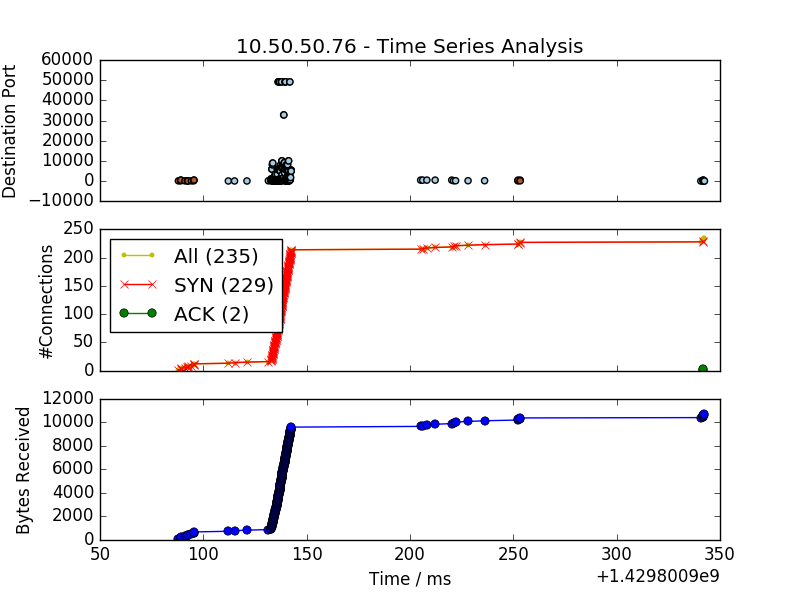 10.50.50.76 - Time Series Analysis
60000
50000
40000
30000
20000
10000
0
−10000
Destination Port
250
200
150
100
50
0
#Connections
All (235)
SYN (229)
ACK (2)
12000
10000
8000
6000
4000
2000
0
Bytes Received
50 100 150 200 250 300 350
Time / ms
+1.4298009e9